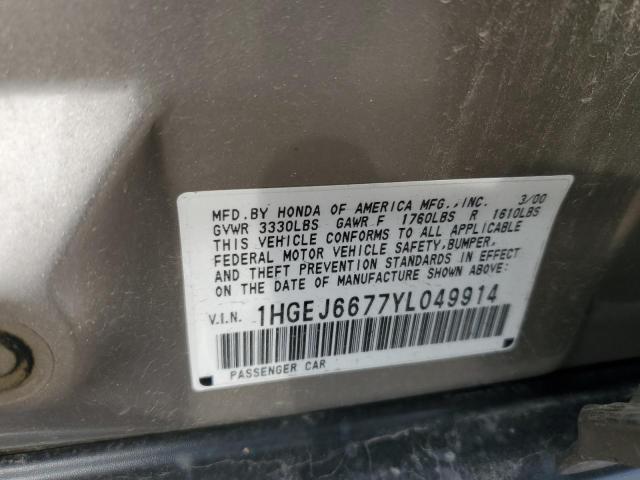 MFD.BY HONDA OF AMERICA MFG.,INC. 3/00
GVWR 3330LBS GAWR F 1760LBS R 1610LBS
THIS VEHICLE CONFORMS TO ALL APPLICABLE
FEDERAL MOTOR VEHICLE SAFETY,BUMPER,
AND THEFT PREVENTION STANDARDS IN EFFECT
ON THE DATE OF MANUFACTURE SHOWN ABOVE:
V.I.N. 1HGEJ6677YL049914
PASSENGER CAR